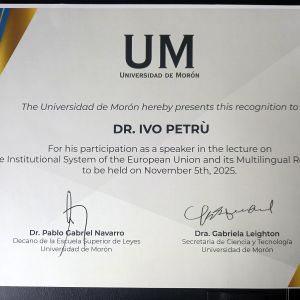 UM
UNIVERSIDAD DE MORÓN
The Universidad de Morón hereby presents this recognition to
DR. IVO PETRÙ
For his participation as a speaker in the lecture on
Institutional System of the European Union and its Multilingual
to be held on November 5th, 2025.
Dr. Pablo Gabriel Navarro
Decano de la Escuela Superior de Leyes
Universidad de Morón
Dra. Gabriela Leighton
Secretaria de Ciencia y Tecnología
Universidad de Morón